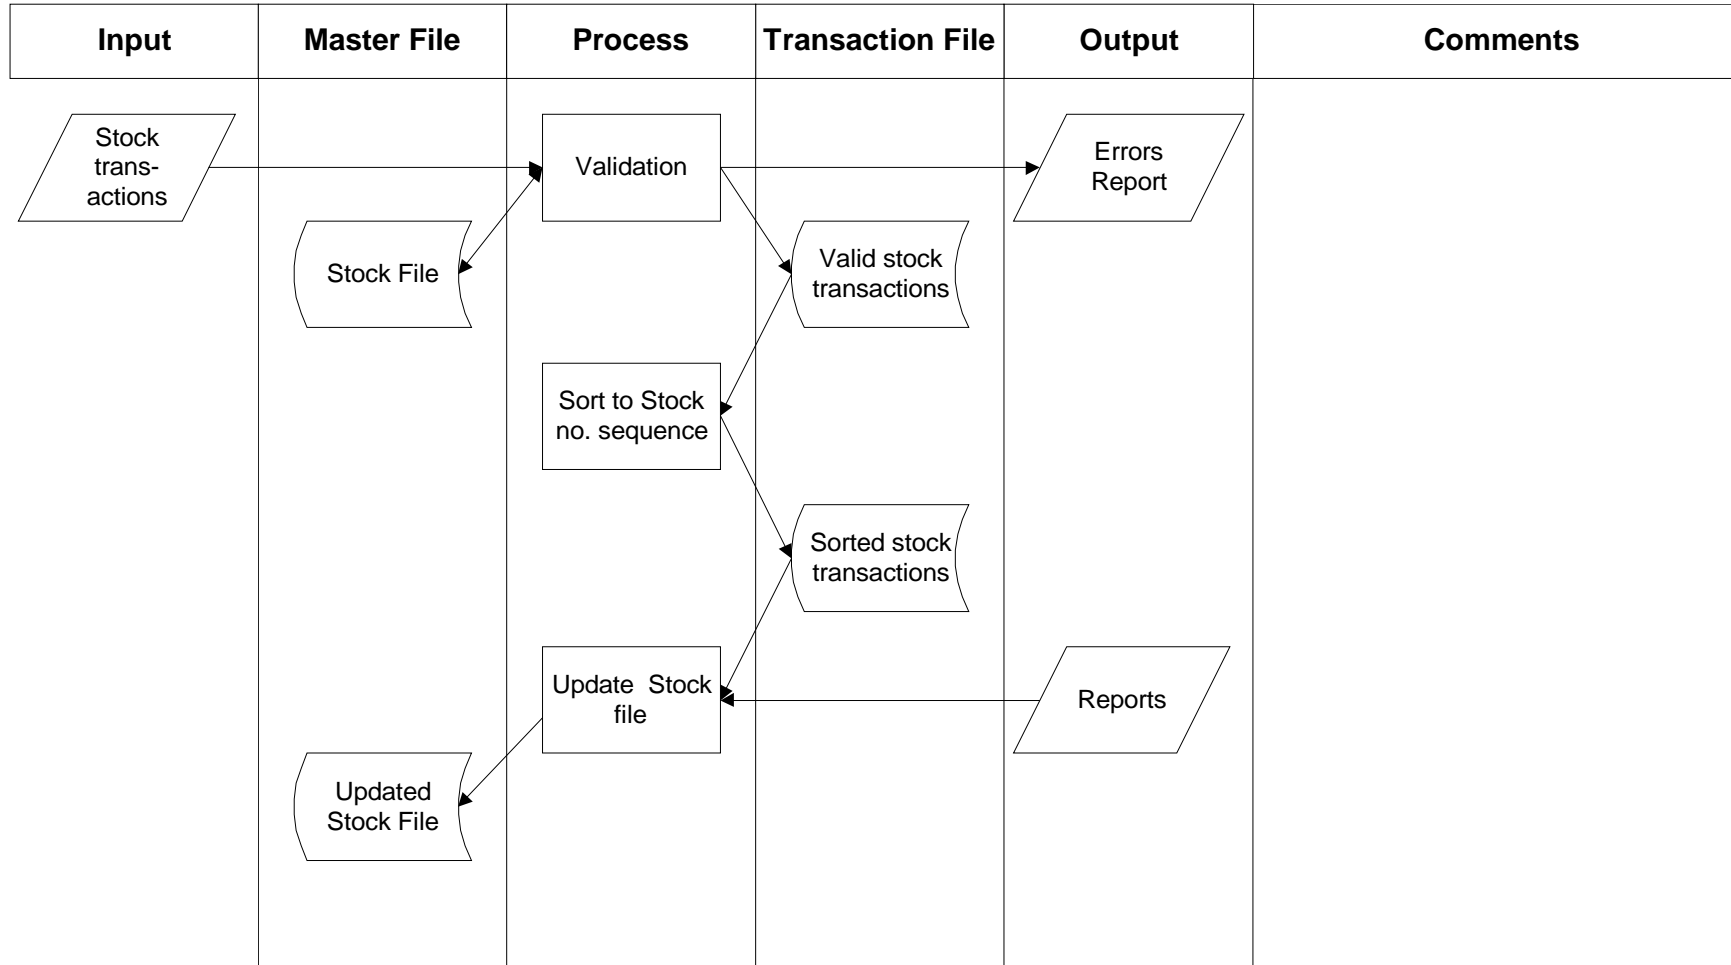 Input
Master File
Process
Transaction File
Output
Comments
Stock
trans-
actions
Validation
Errors
Report
Stock File
Valid stock
transactions
Sort to Stock
no. sequence
Sorted stock
transactions
Update  Stock
file
Reports
Updated
Stock File